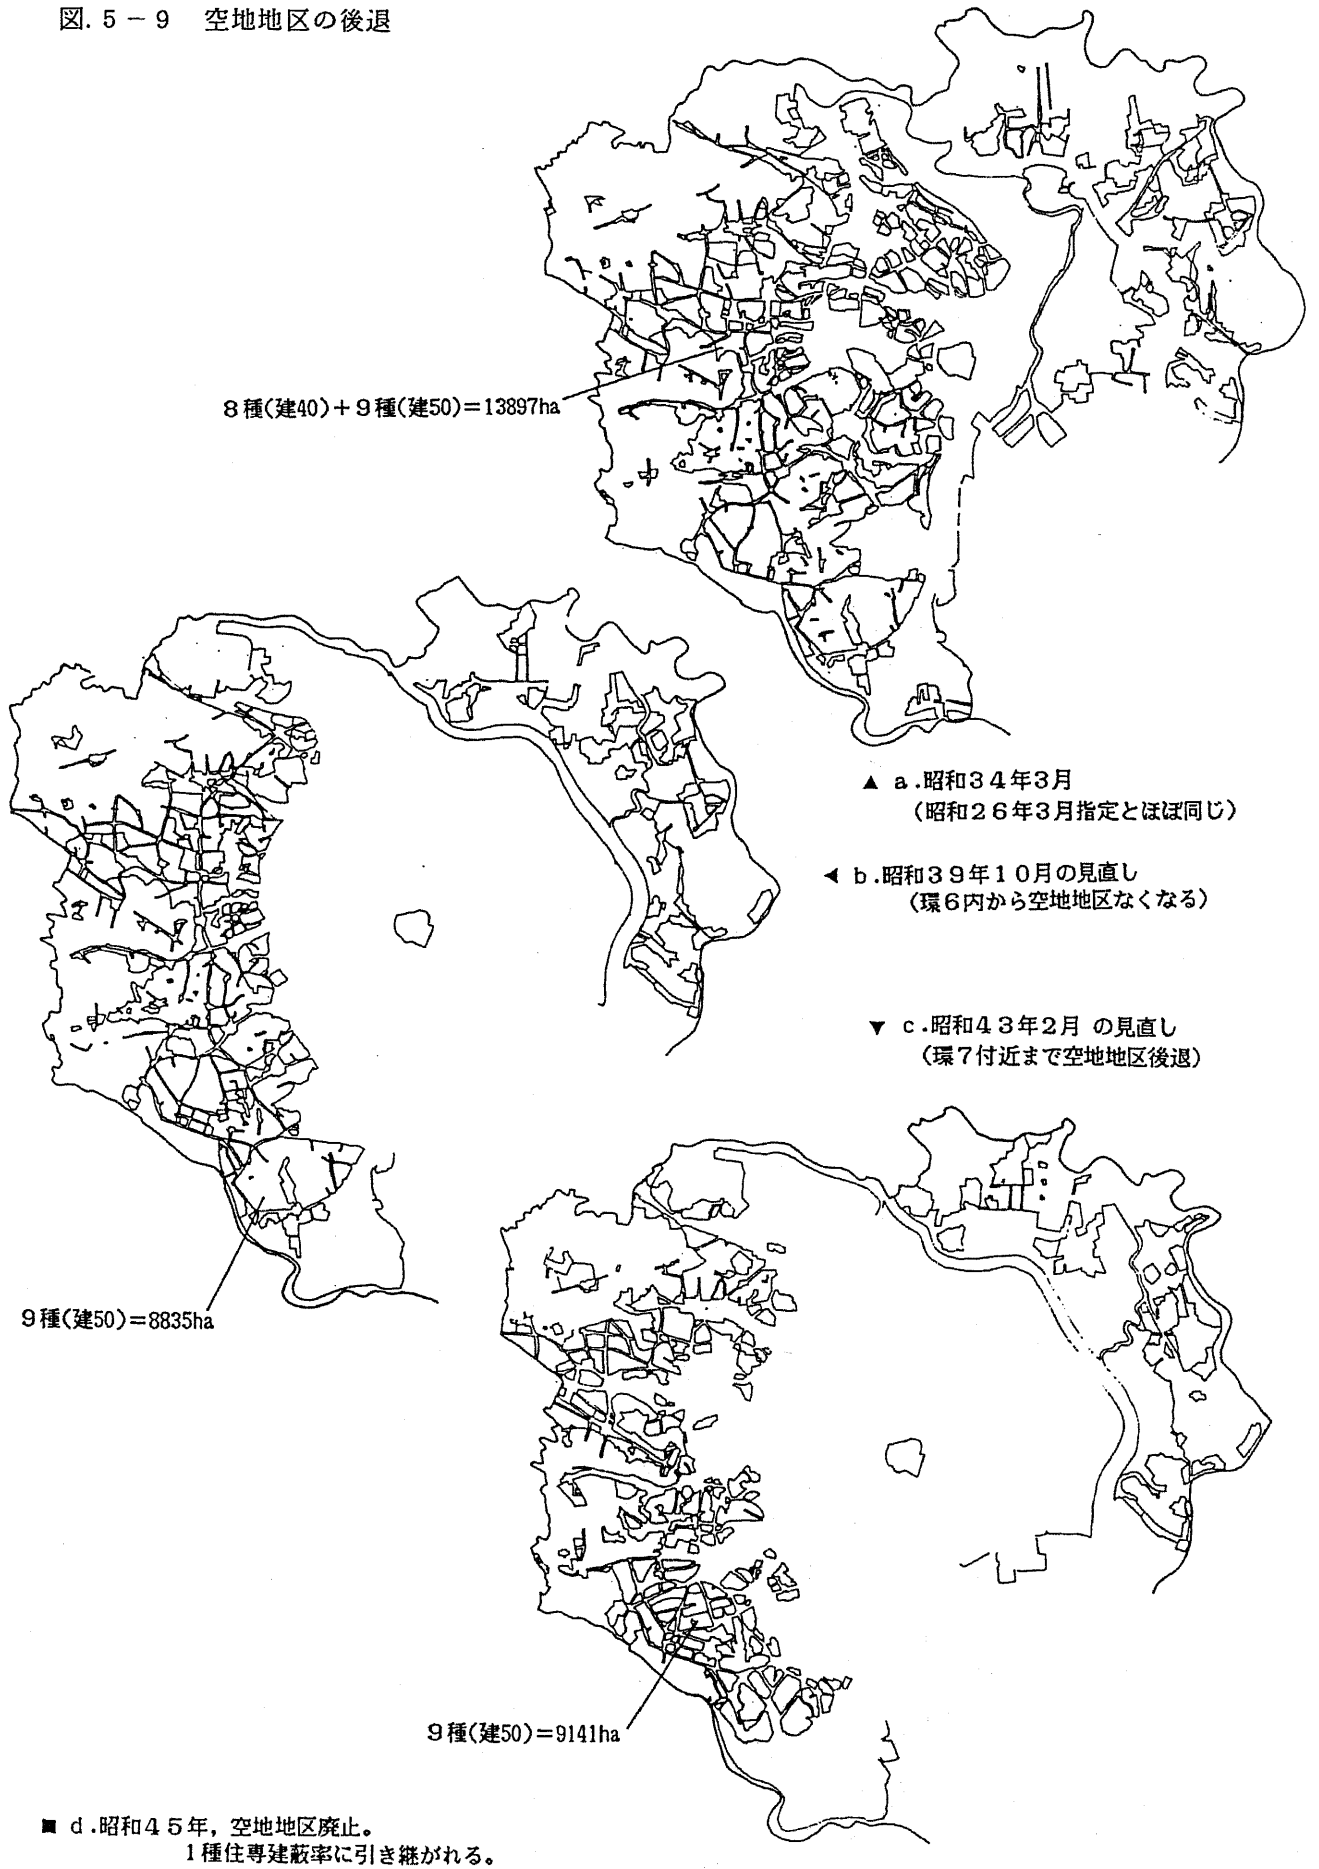 図.5－9　空地地区の後退
8種(建40)＋9種(建50)＝13897ha
▲ a.昭和34年3月
(昭和26年3月指定とほぼ同じ)
◀ b.昭和39年10月の見直し
(環6内から空地地区なくなる)
▼ c.昭和43年2月 の見直し
(環7付近まで空地地区後退)
9種(建50)＝8835ha
9種(建50)＝9141ha
■ d.昭和45年，空地地区廃止。
1種住専建蔽率に引き継がれる。